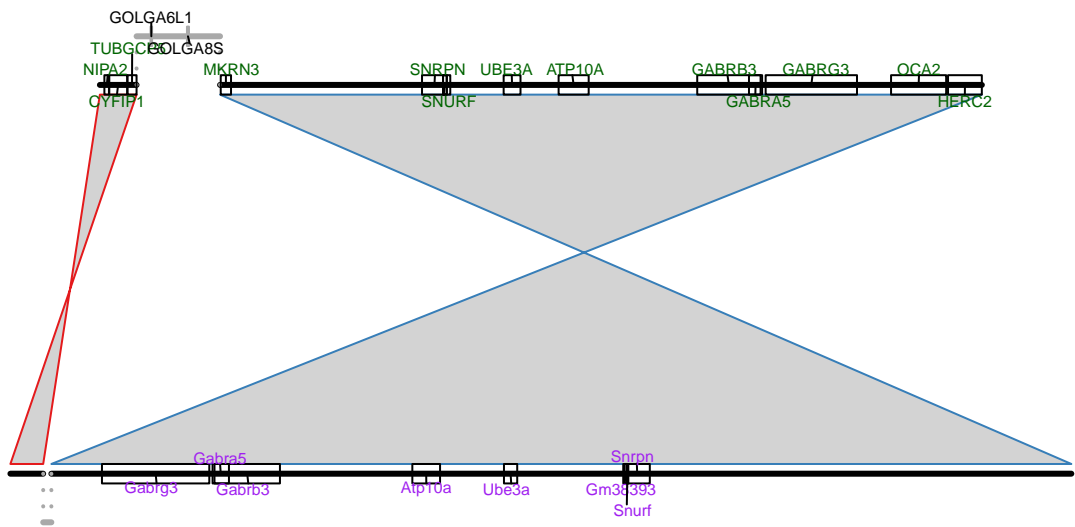 GOLGA6L1
TUBGCP5 GOLGA8S
NIPA2 MKRN3 SNRPN UBE3A ATP10A GABRB3 GABRG3 OCA2
CYFIP1 SNURF GABRA5 HERC2
Gabra5 Snrpn
Gabrg3 Gabrb3 Atp10a Ube3a Gm38393
Snurf